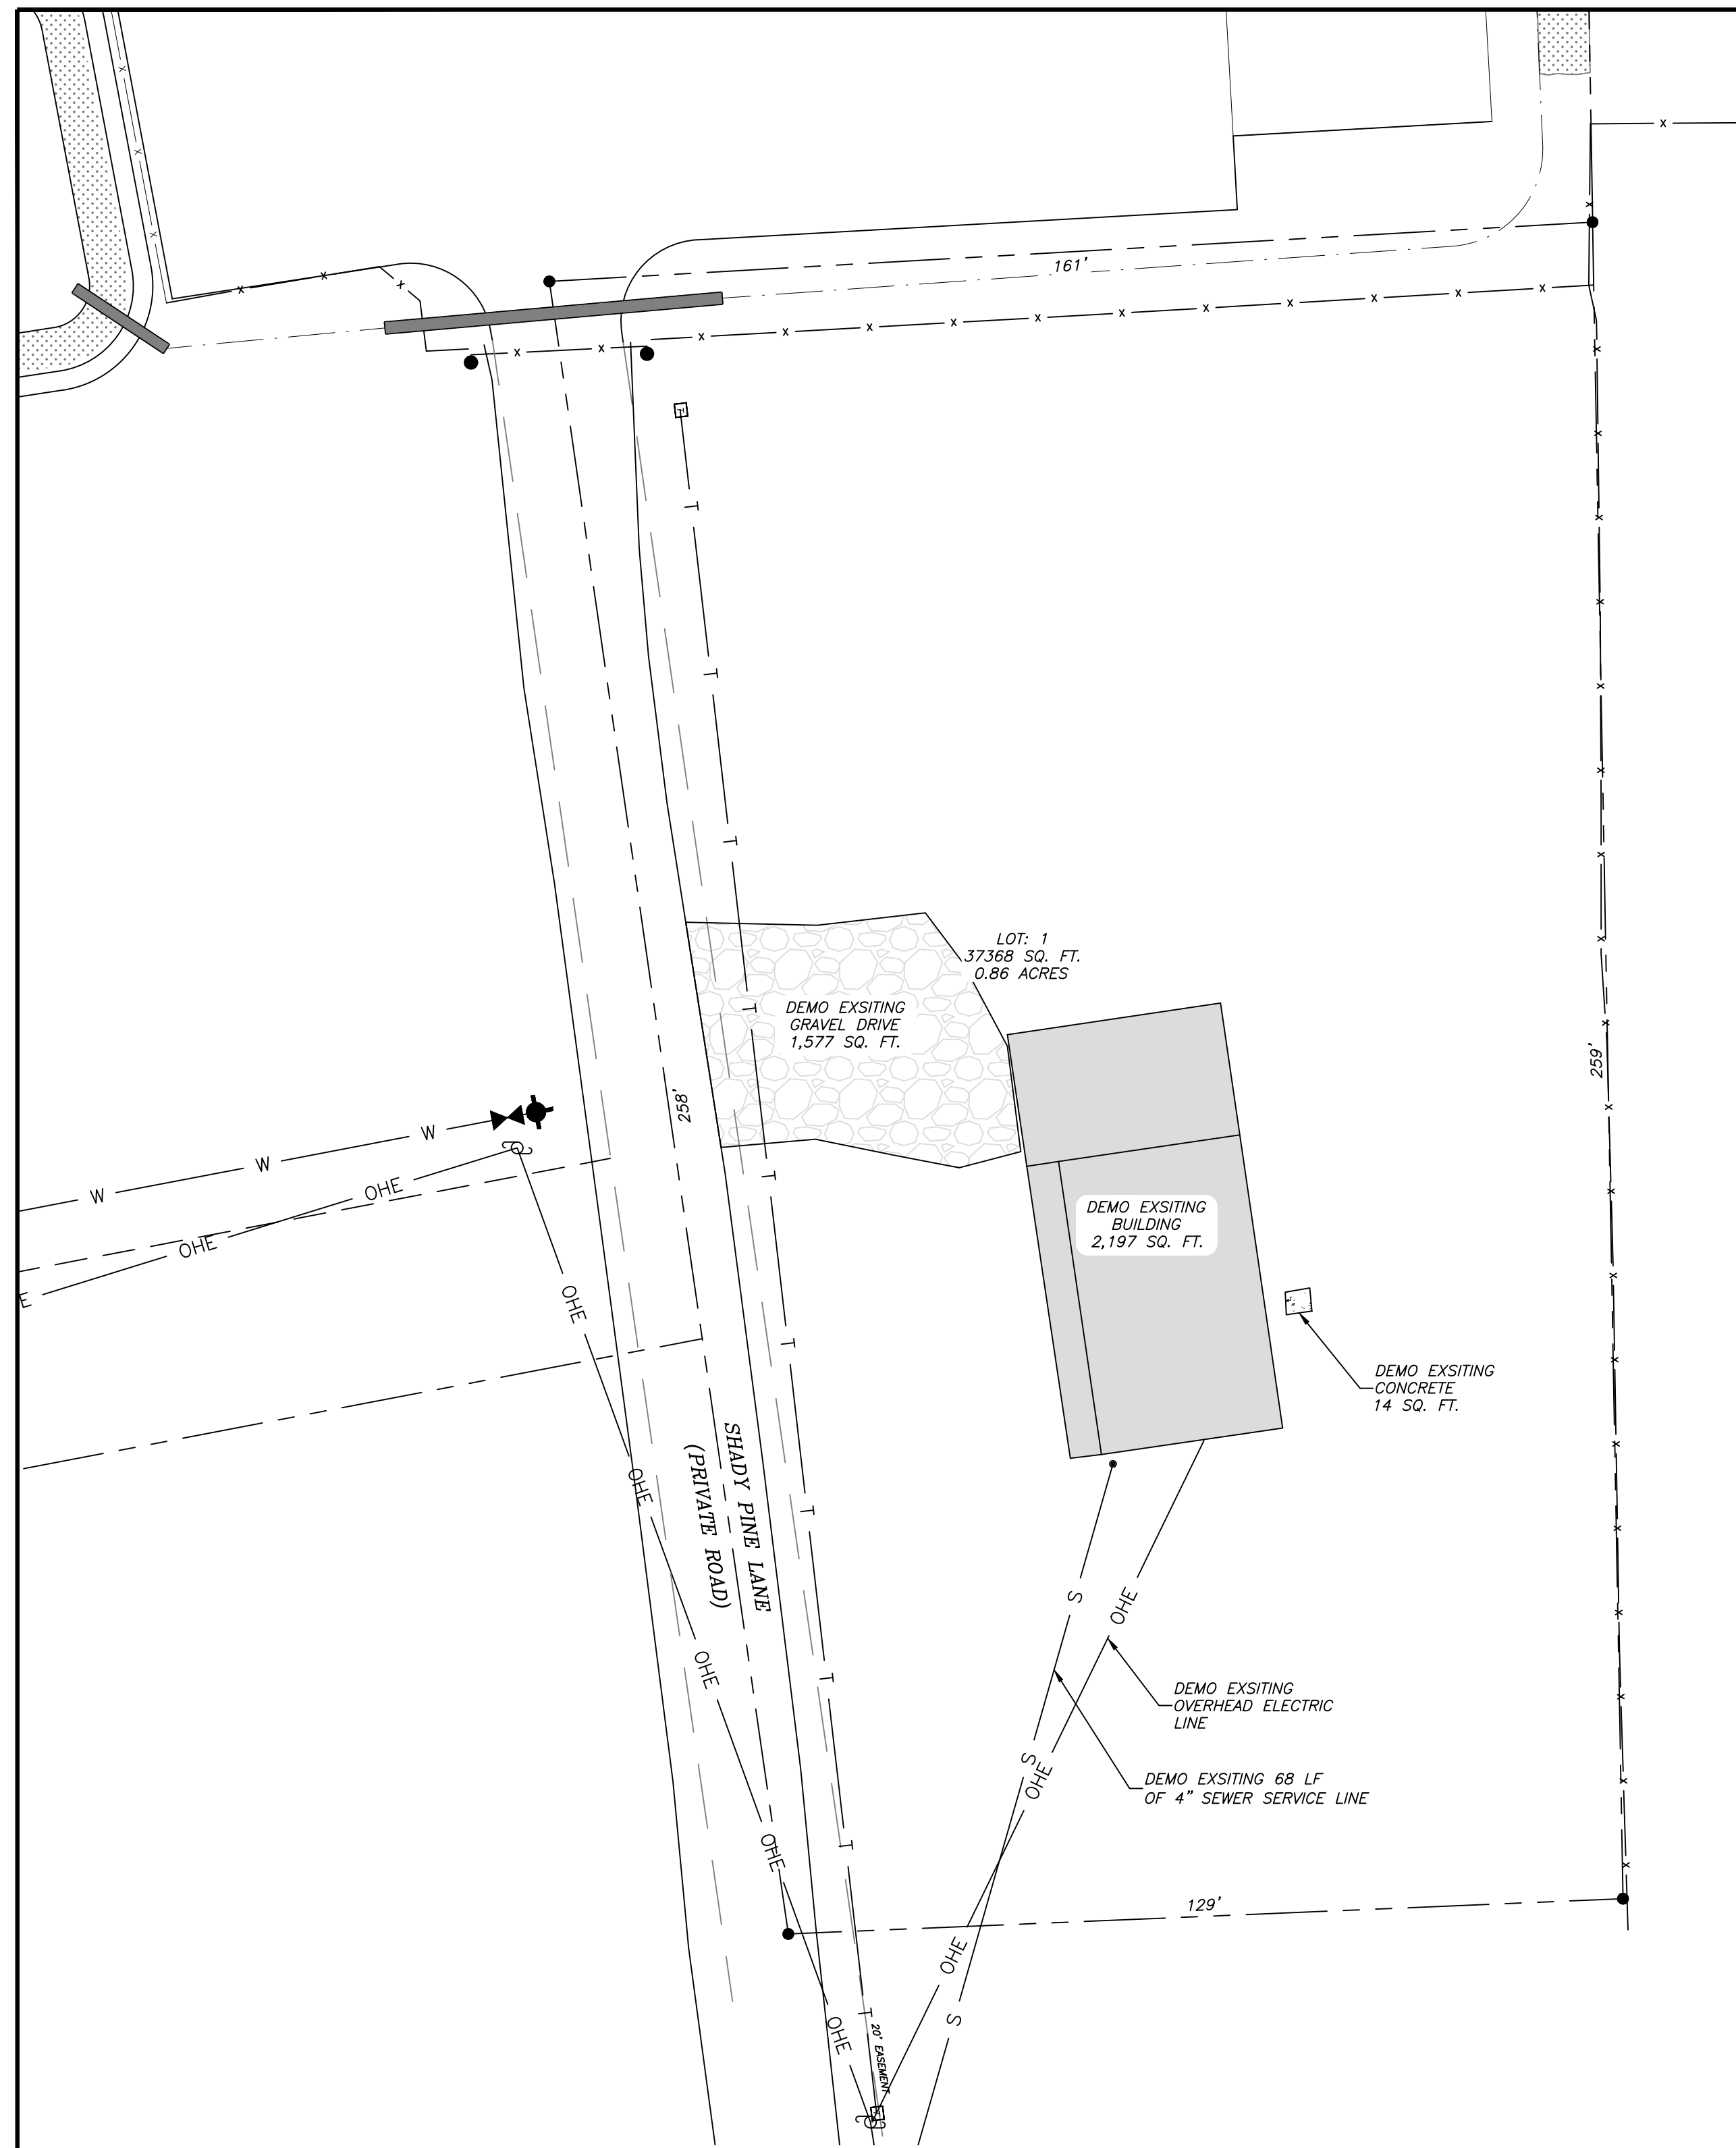 161'
LOT: 1
37368 SQ. FT.
0.86 ACRES
DEMO EXSITING
GRAVEL DRIVE
1,577 SQ. FT.
258'
259'
W
W
W
OHE
OHE
E
DEMO EXSITING
BUILDING
2,197 SQ. FT.
OHE
OHE
OHE
OHE
OHE
DEMO EXSITING
CONCRETE
14 SQ. FT.
SHADY PINE LANE
(PRIVATE ROAD)
T
T
T
T
T
T
T
T
T
T
S
S
S
OHE
OHE
OHE
DEMO EXSITING
OVERHEAD ELECTRIC
LINE
DEMO EXSITING 68 LF
OF 4" SEWER SERVICE LINE
129'
20' EASEMENT